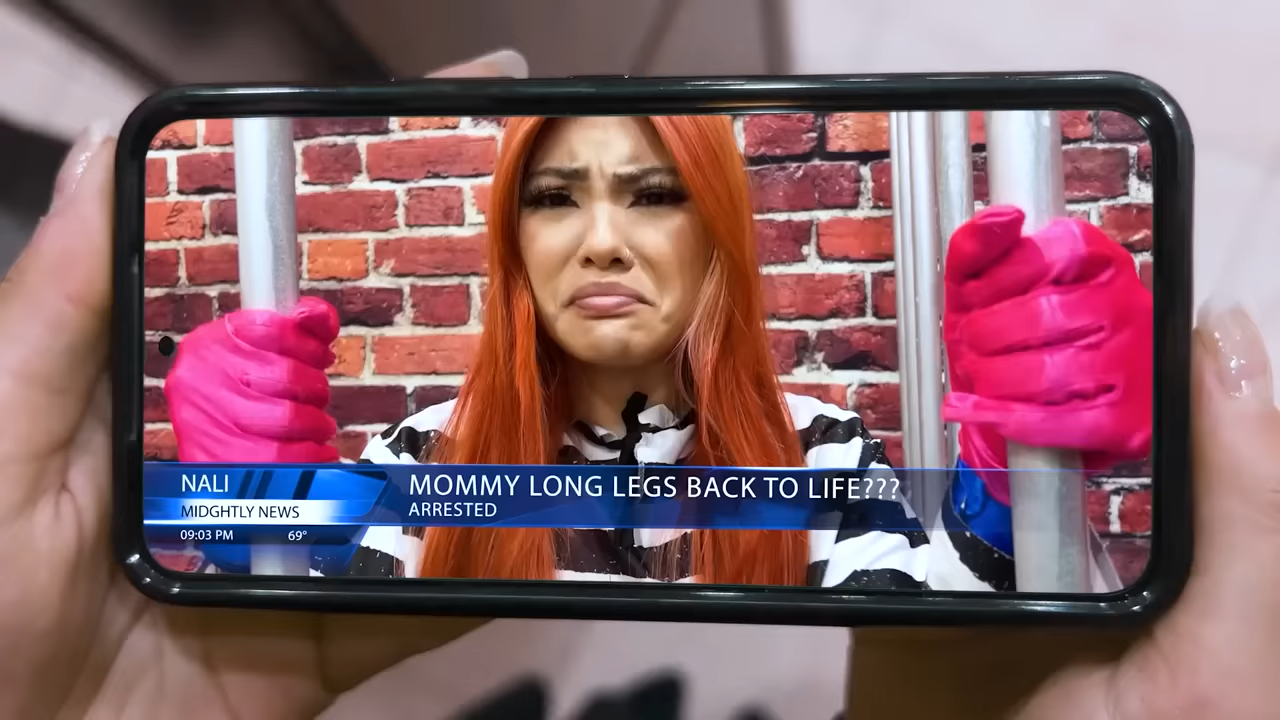 NALI
MIDGHTLY NEWS
09:03 PM 69°
MOMMY LONG LEGS BACK TO LIFE???
ARRESTED